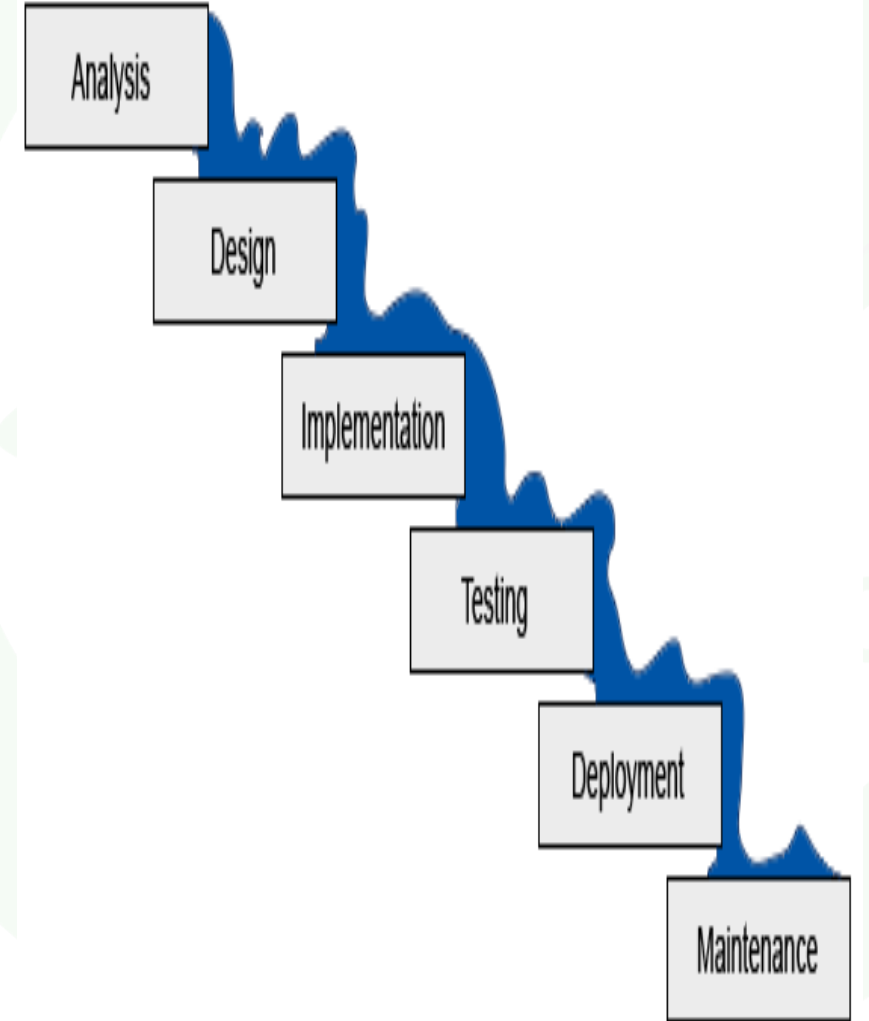 Analysis
Design
Implementation
Testing
Deployment
Maintenance